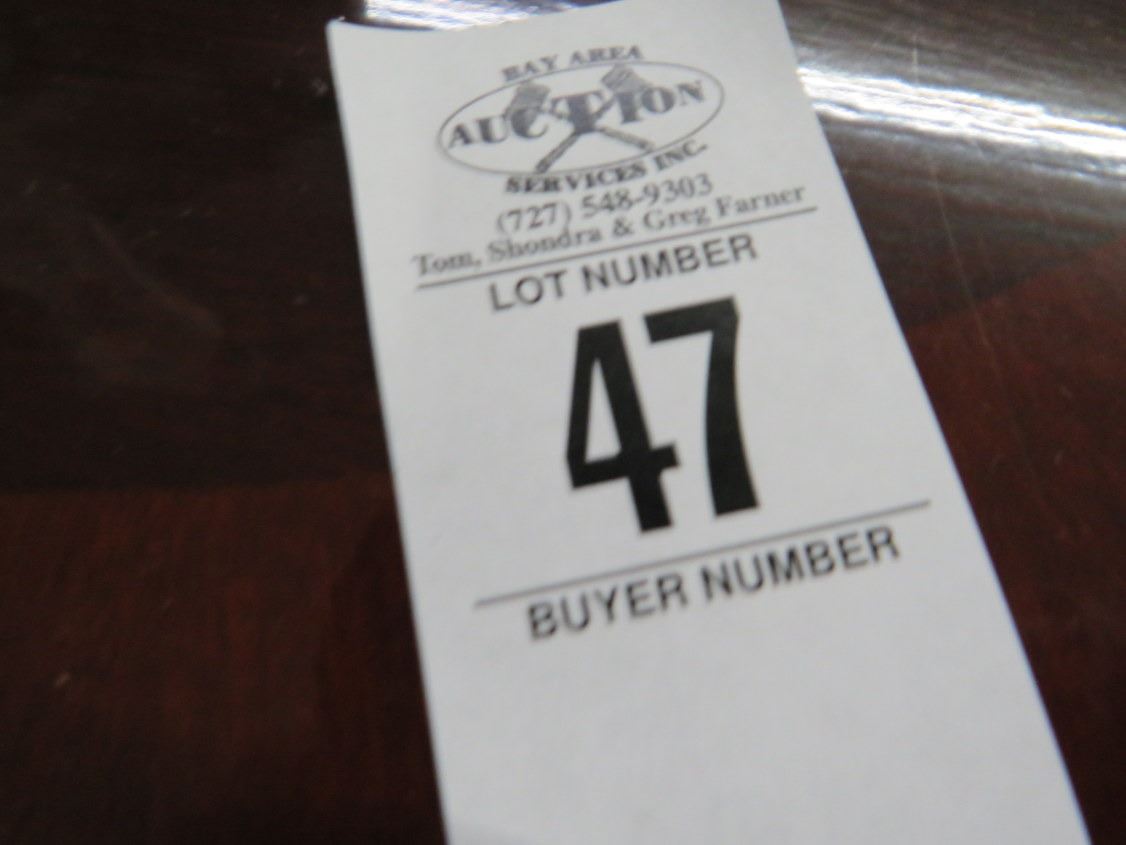 BAY AREA
AUCTION
SERVICES INC.
(727) 548-9303
Tom, Shondra & Greg Farner
LOT NUMBER
47
BUYER NUMBER